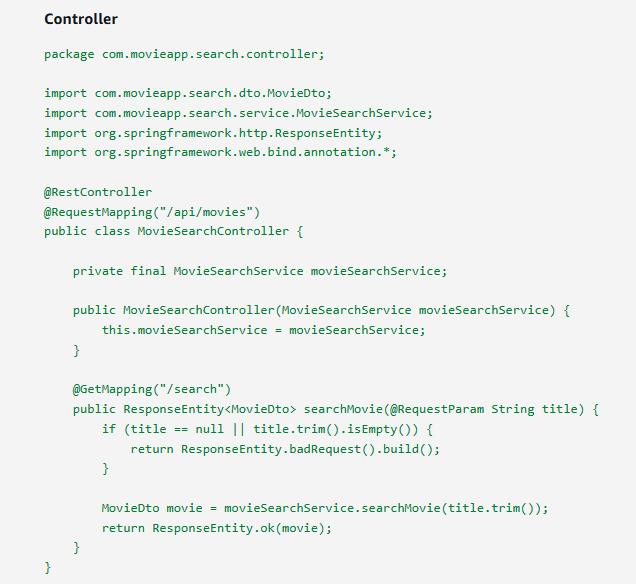 Controller
package com.movieapp.search.controller;
import com.movieapp.search.dto.MovieDto;
import com.movieapp.search.service.MovieSearchService;
import org.springframework.http.ResponseEntity;
import org.springframework.web.bind.annotation.*;
@RestController
@RequestMapping("/api/movies")
public class MovieSearchController {
    private final MovieSearchService movieSearchService;
    public MovieSearchController(MovieSearchService movieSearchService) {
        this.movieSearchService = movieSearchService;
    }
    @GetMapping("/search")
    public ResponseEntity<MovieDto> searchMovie(@RequestParam String title) {
        if (title == null || title.trim().isEmpty()) {
            return ResponseEntity.badRequest().build();
        }
        MovieDto movie = movieSearchService.searchMovie(title.trim());
        return ResponseEntity.ok(movie);
    }
}